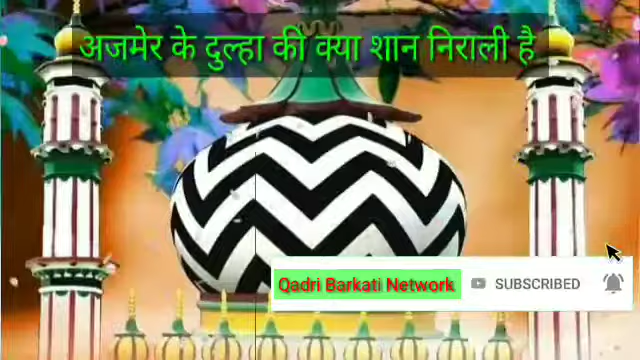 अजमेर के दुल्हा की क्या शान निराली है
Qadri Barkati Network SUBSCRIBED